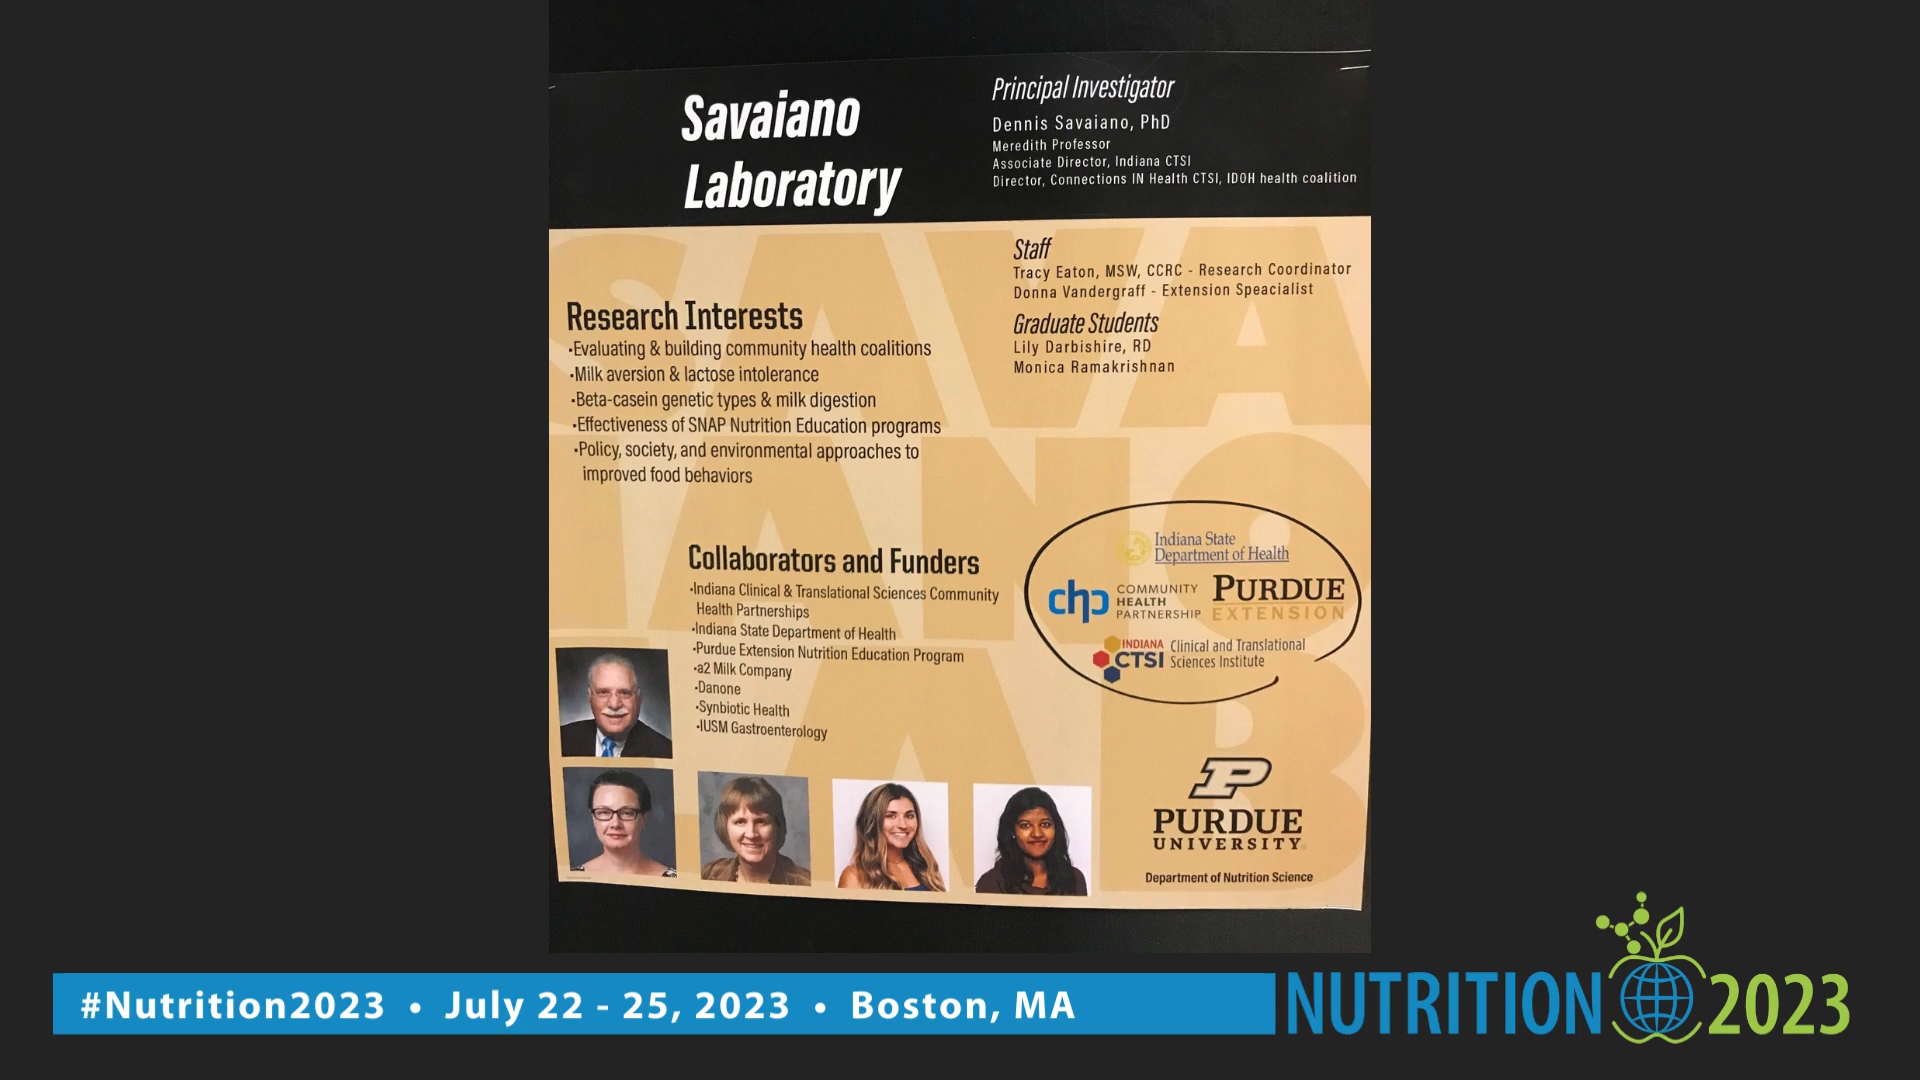 Savaiano
Laboratory
Principal Investigator
Dennis Savaiano, PhD
Meredith Professor
Associate Director, Indiana CTSI
Director, Connections IN Health CTSI, IDOH health coalition
Staff
Tracy Eaton, MSW, CCRC - Research Coordinator
Donna Vandergraff - Extension Speacialist
Graduate Students
Lily Darbishire, RD
Monica Ramakrishnan
Research Interests
•Evaluating & building community health coalitions
•Milk aversion & lactose intolerance
•Beta-casein genetic types & milk digestion
•Effectiveness of SNAP Nutrition Education programs
•Policy, society, and environmental approaches to
improved food behaviors
Collaborators and Funders
•Indiana Clinical & Translational Sciences Community
Health Partnerships
•Indiana State Department of Health
•Purdue Extension Nutrition Education Program
•a2 Milk Company
•Danone
•Synbiotic Health
•IUSM Gastroenterology
Indiana State
Department of Health
chp
COMMUNITY
HEALTH
PARTNERSHIP
PURDUE
EXTENSION
INDIANA
CTSI
Clinical and Translational
Sciences Institute
SAVA
IANO
LAB
P
PURDUE
UNIVERSITY®
Department of Nutrition Science
#Nutrition2023 • July 22 - 25, 2023 • Boston, MA
NUTRITION 2023